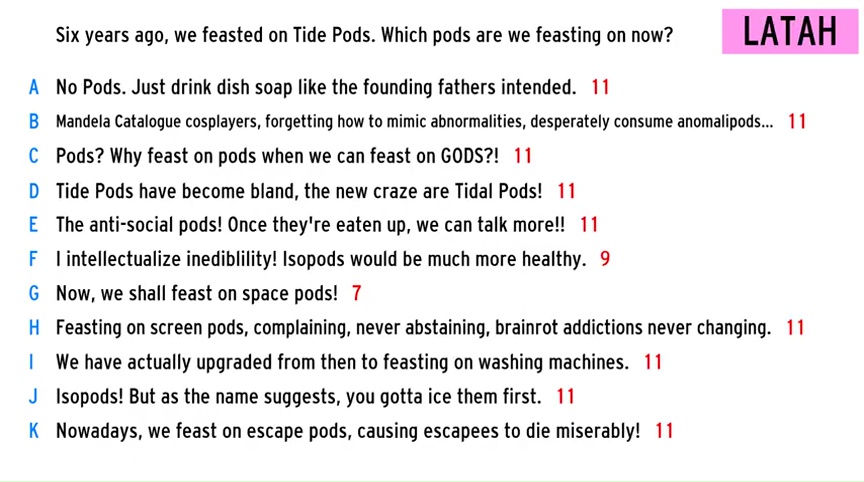 Six years ago, we feasted on Tide Pods. Which pods are we feasting on now?
LATAH
A No Pods. Just drink dish soap like the founding fathers intended. 11
B Mandela Catalogue cosplayers, forgetting how to mimic abnormalities, desperately consume anomalipods... 11
C Pods? Why feast on pods when we can feast on GODS?! 11
D Tide Pods have become bland, the new craze are Tidal Pods! 11
E The anti-social pods! Once they're eaten up, we can talk more!! 11
F I intellectualize inediblility! Isopods would be much more healthy. 9
G Now, we shall feast on space pods! 7
H Feasting on screen pods, complaining, never abstaining, brainrot addictions never changing. 11
I We have actually upgraded from then to feasting on washing machines. 11
J Isopods! But as the name suggests, you gotta ice them first. 11
K Nowadays, we feast on escape pods, causing escapees to die miserably! 11